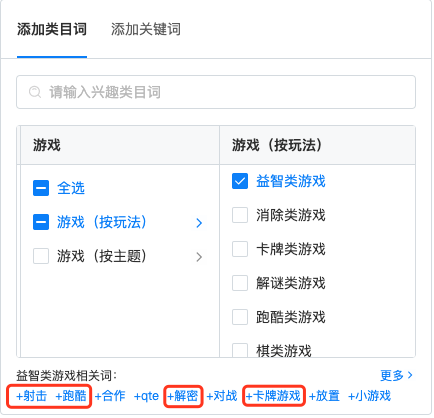 添加类目词 添加关键词
请输入兴趣类目词
游戏 游戏（按玩法）
全选 益智类游戏
游戏（按玩法） 消除类游戏
游戏（按主题） 卡牌类游戏
解谜类游戏
跑酷类游戏
棋类游戏
益智类游戏相关词： 更多
+射击 +跑酷 +合作 +qte +解密 +对战 +卡牌游戏 +放置 +小游戏